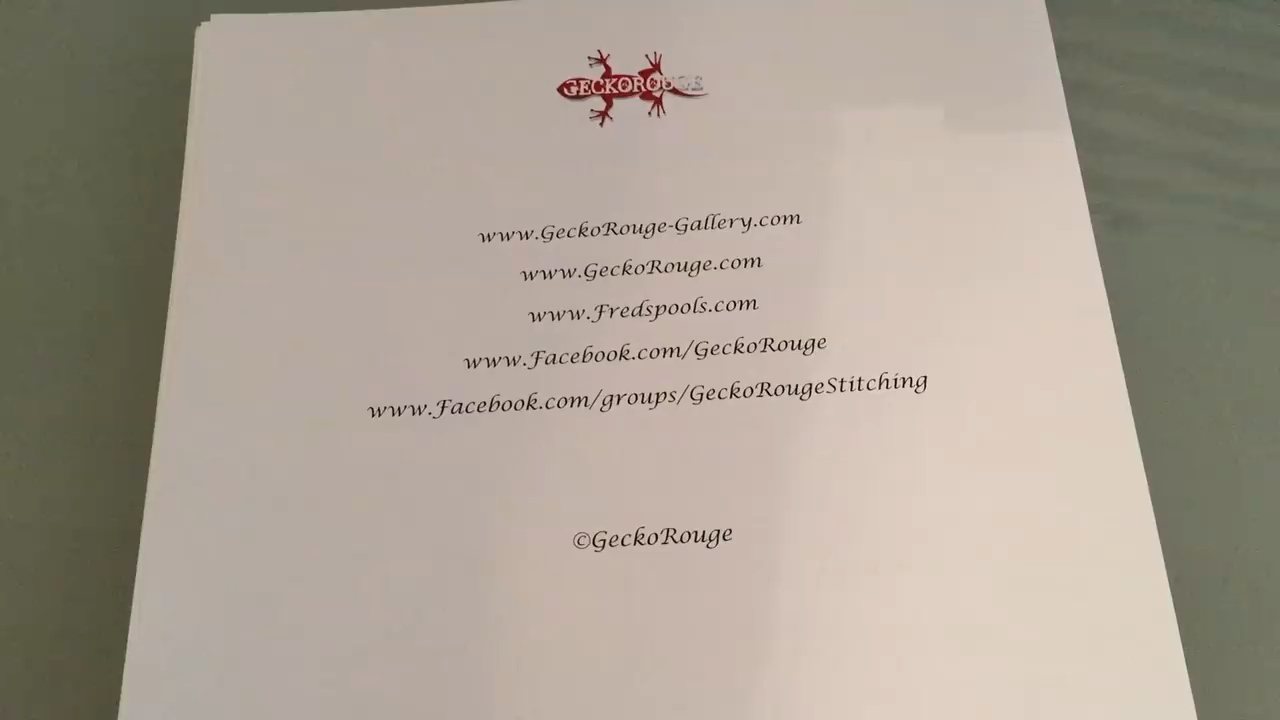 GECKOROUGE
www.GeckoRouge-Gallery.com
www.GeckoRouge.com
www.Fredspools.com
www.Facebook.com/GeckoRouge
www.Facebook.com/groups/GeckoRougeStitching
©GeckoRouge